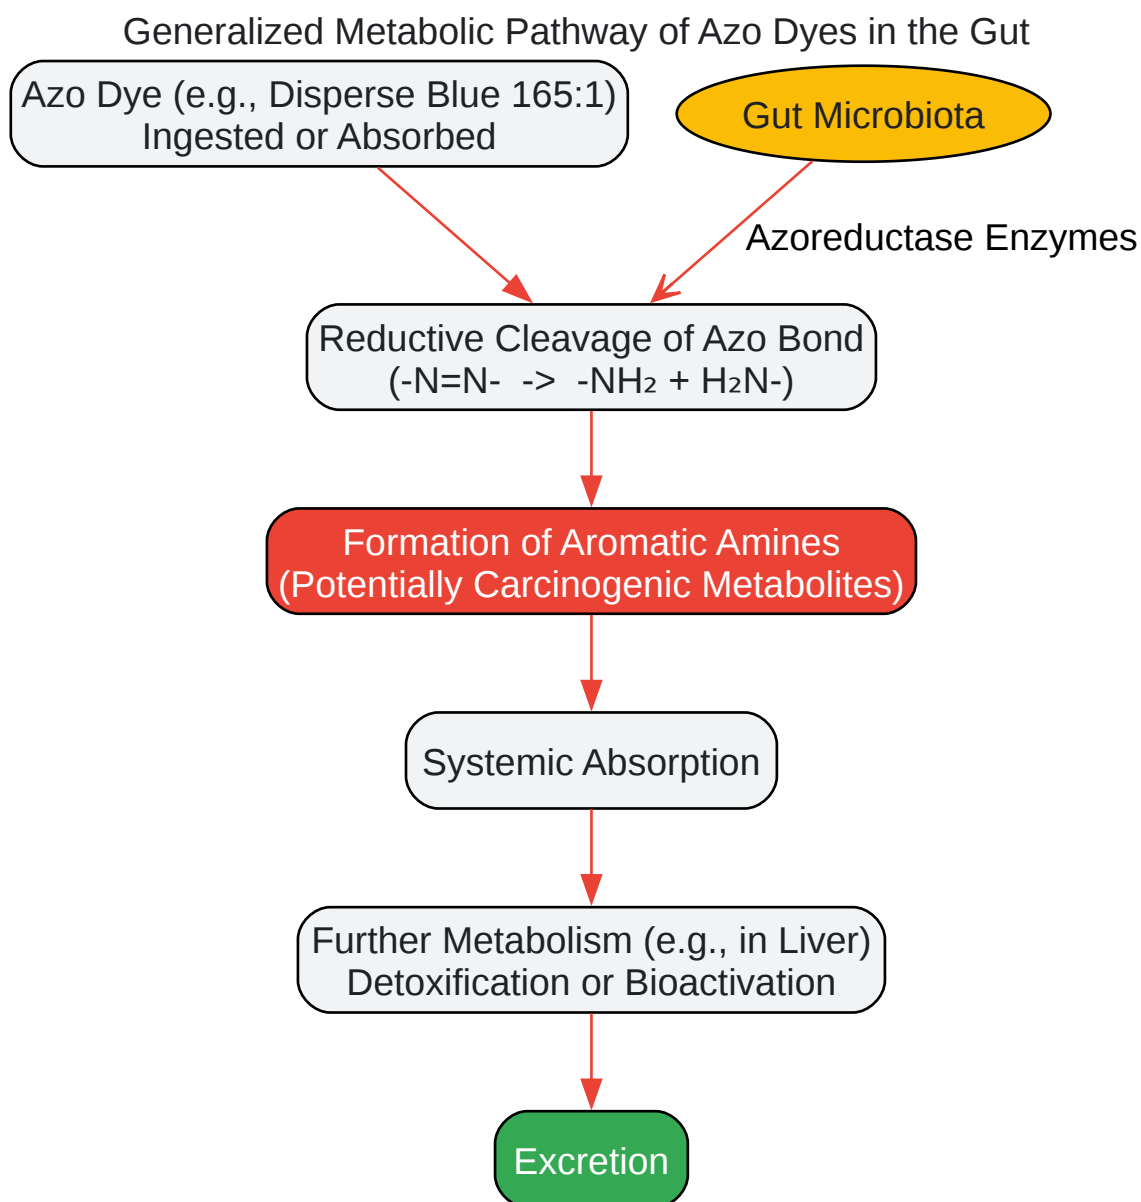 Generalized Metabolic Pathway of Azo Dyes in the Gut
Azo Dye (e.g., Disperse Blue 165:1)
Ingested or Absorbed
Gut Microbiota
Azoreductase Enzymes
Reductive Cleavage of Azo Bond
(-N=N-  ->  -NH₂ + H₂N-)
Formation of Aromatic Amines
(Potentially Carcinogenic Metabolites)
Systemic Absorption
Further Metabolism (e.g., in Liver)
Detoxification or Bioactivation
Excretion